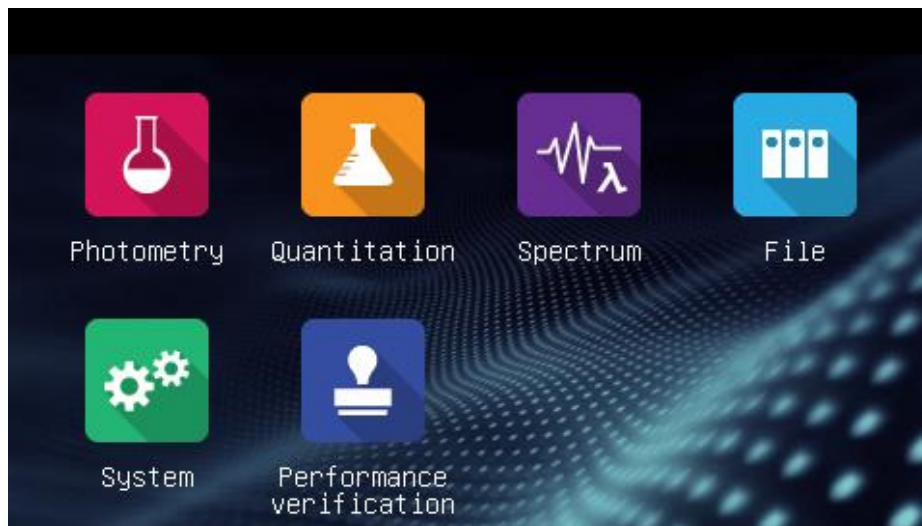 λ
Photometry
Quantitation
Spectrum
File
System
Performance
verification